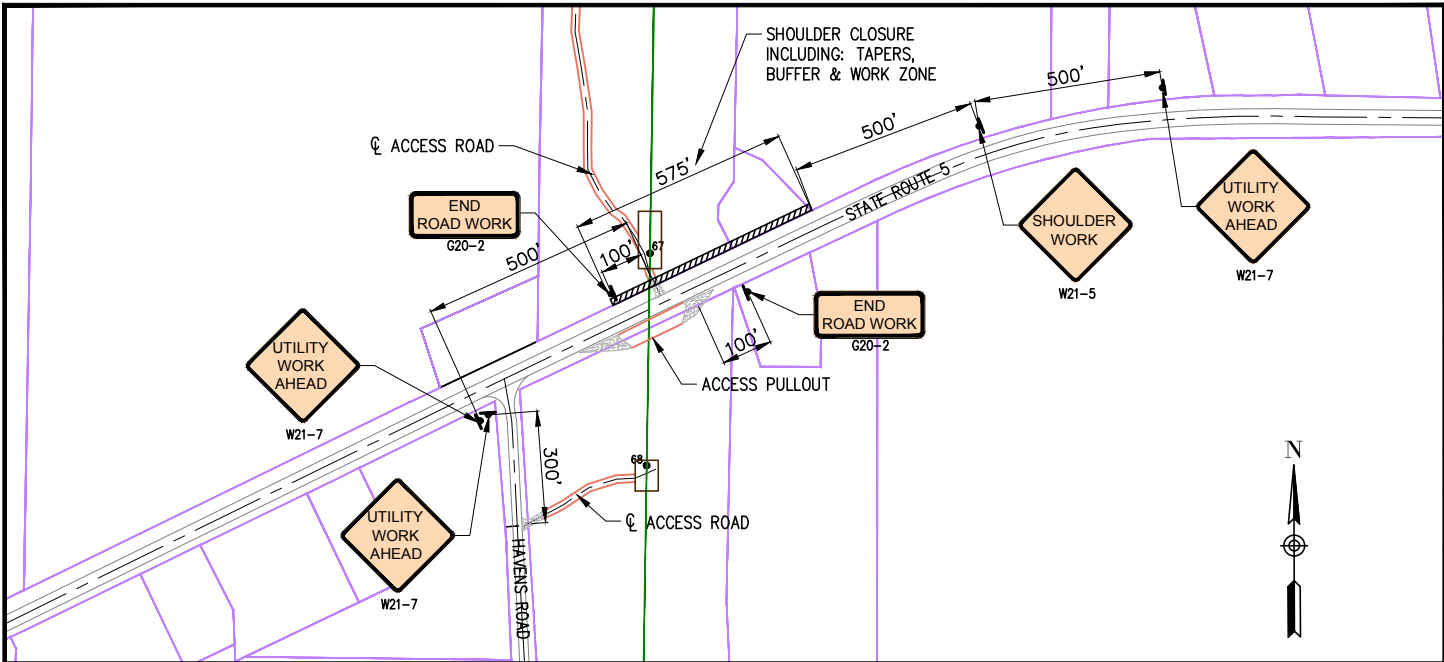 SHOULDER CLOSURE
INCLUDING: TAPERS,
BUFFER & WORK ZONE
500'
500'
℄ ACCESS ROAD
575'
END
ROAD WORK
G20-2
500'
100'
67
STATE ROUTE 5
SHOULDER
WORK
W21-5
UTILITY
WORK
AHEAD
W21-7
END
ROAD WORK
G20-2
100'
ACCESS PULLOUT
UTILITY
WORK
AHEAD
W21-7
300'
68
℄ ACCESS ROAD
UTILITY
WORK
AHEAD
W21-7
HAVENS ROAD
N